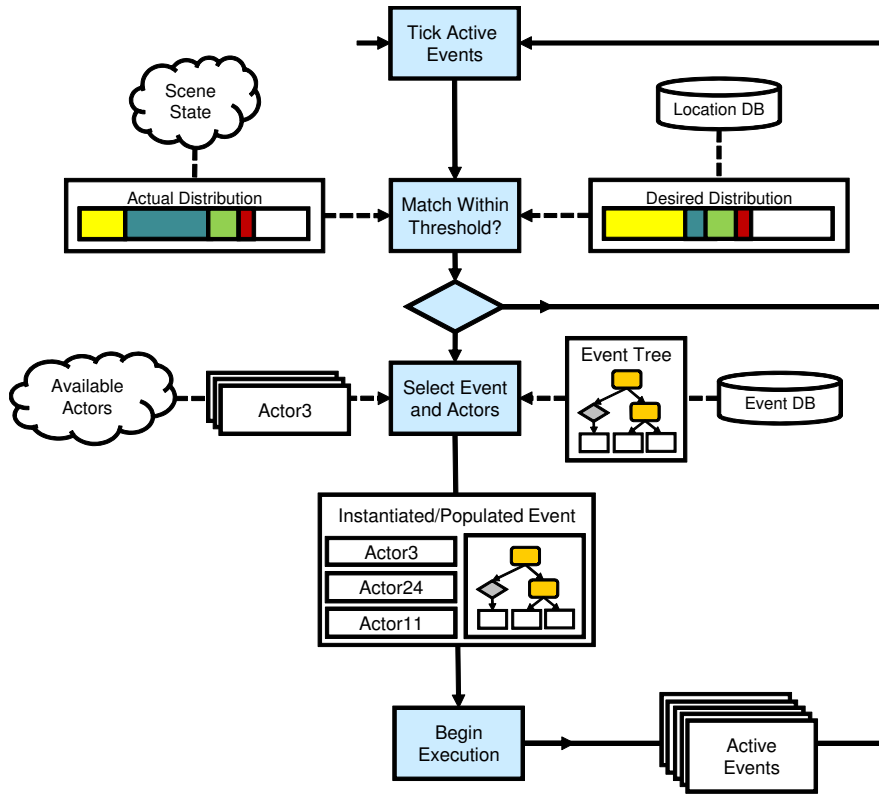 Tick Active
Events
Scene
State
Location DB
Actual Distribution
Match Within
Threshold?
Desired Distribution
Available
Actors
Actor3
Select Event
and Actors
Event Tree
Event DB
Instantiated/Populated Event
Actor3
Actor24
Actor11
Begin
Execution
Active
Events